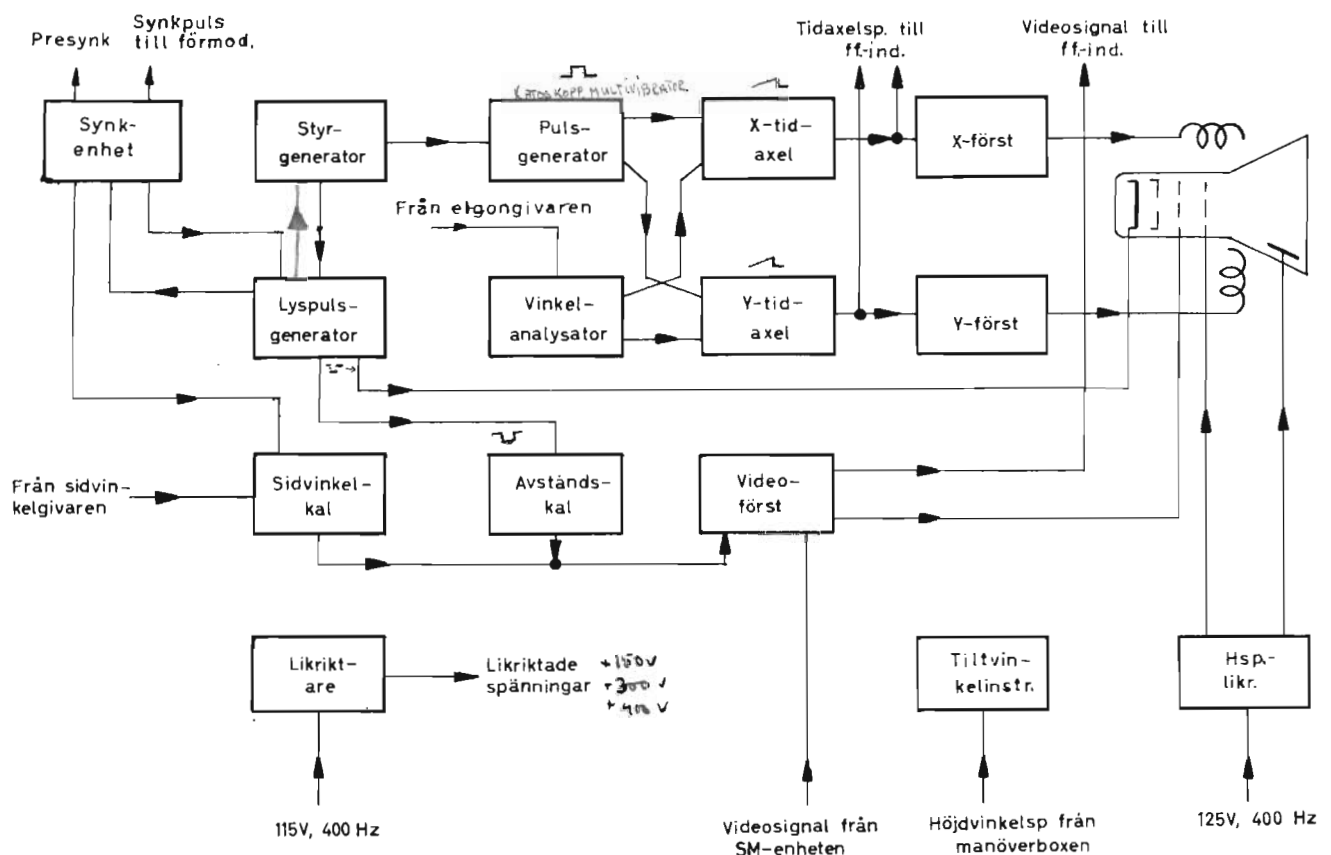 Presynk
Synkpuls
till förmod.
Tidaxelsp. till
ff.-ind.
Videosignal till
ff.-ind.
KATODKOPP. MULTIVIBRATOR
Synk-
enhet
Styr-
generator
Puls-
generator
X-tid-
axel
X-först
Från elgongivaren
Lyspuls-
generator
Vinkel-
analysator
Y-tid-
axel
Y-först
Från sidvin-
kelgivaren
Sidvinkel-
kal
Avstånds-
kal
Video-
först
Likrikt-
are
Likriktade
spänningar
+150V
+300 V
+400 V
Tiltvin-
kelinstr.
Hsp.-
likr.
115V, 400 Hz
Videosignal från
SM-enheten
Höjdvinkelsp från
manöverboxen
125V, 400 Hz